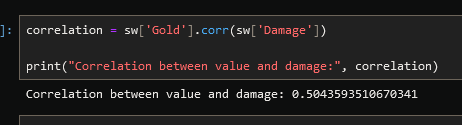 ]:
correlation = sw['Gold'].corr(sw['Damage'])
print("Correlation between value and damage:", correlation)
Correlation between value and damage: 0.5043593510670341